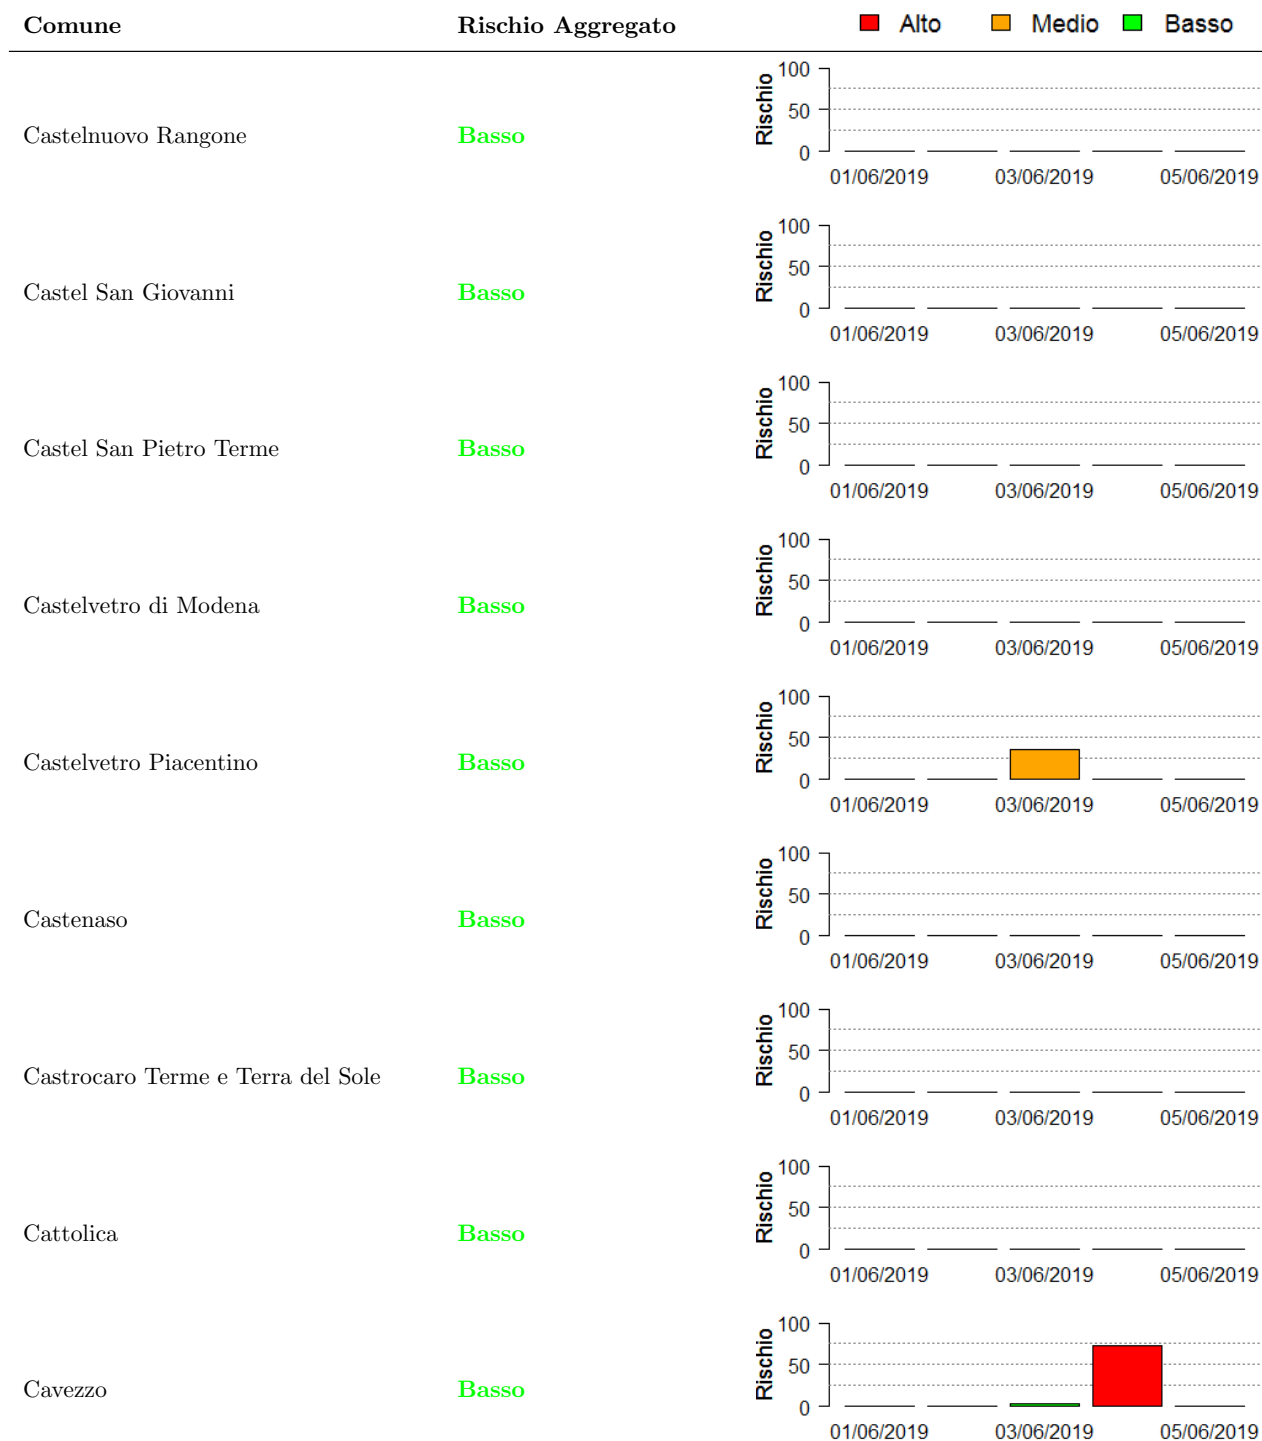 Comune Rischio Aggregato Alto Medio Basso
100
50
0
Rischio
Castelnuovo Rangone Basso
01/06/2019 03/06/2019 05/06/2019
100
50
0
Rischio
Castel San Giovanni Basso
01/06/2019 03/06/2019 05/06/2019
100
50
0
Rischio
Castel San Pietro Terme Basso
01/06/2019 03/06/2019 05/06/2019
100
50
0
Rischio
Castelvetro di Modena Basso
01/06/2019 03/06/2019 05/06/2019
100
50
0
Rischio
Castelvetro Piacentino Basso
01/06/2019 03/06/2019 05/06/2019
100
50
0
Rischio
Castenaso Basso
01/06/2019 03/06/2019 05/06/2019
100
50
0
Rischio
Castrocaro Terme e Terra del Sole Basso
01/06/2019 03/06/2019 05/06/2019
100
50
0
Rischio
Cattolica Basso
01/06/2019 03/06/2019 05/06/2019
100
50
0
Rischio
Cavezzo Basso
01/06/2019 03/06/2019 05/06/2019